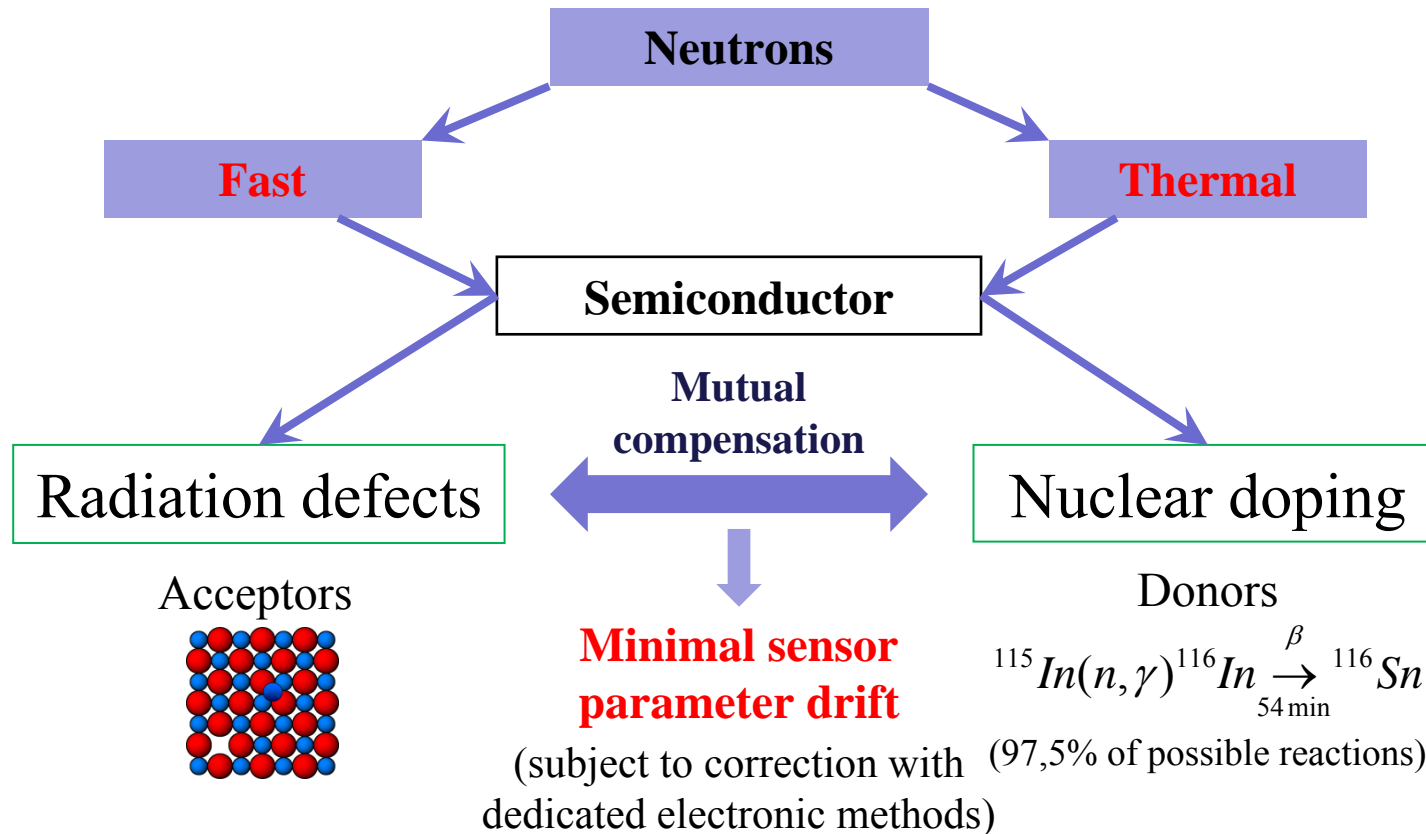 Neutrons
Fast
Thermal
Semiconductor
Mutual
compensation
Radiation defects
Nuclear doping
Acceptors
Donors
¹¹⁵In(n,γ)¹¹⁶In →^β_54 min ¹¹⁶Sn
(97,5% of possible reactions)
Minimal sensor
parameter drift
(subject to correction with
dedicated electronic methods)